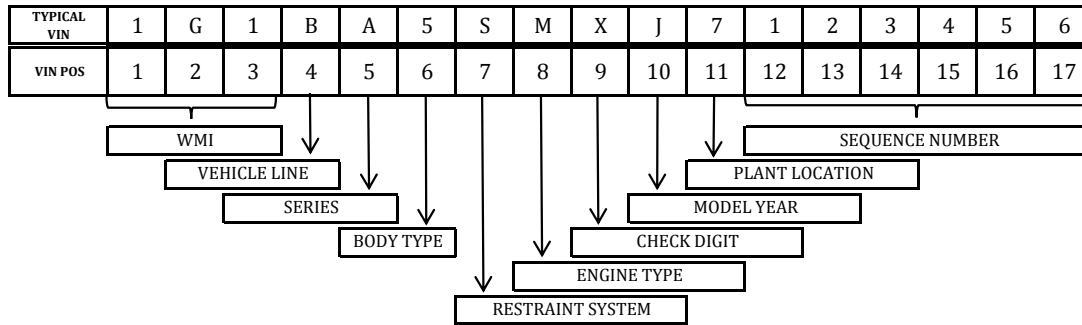 TYPICAL VIN 1 G 1 B A 5 S M X J 7 1 2 3 4 5 6
VIN POS 1 2 3 4 5 6 7 8 9 10 11 12 13 14 15 16 17
WMI SEQUENCE NUMBER
VEHICLE LINE PLANT LOCATION
SERIES MODEL YEAR
BODY TYPE CHECK DIGIT
ENGINE TYPE
RESTRAINT SYSTEM